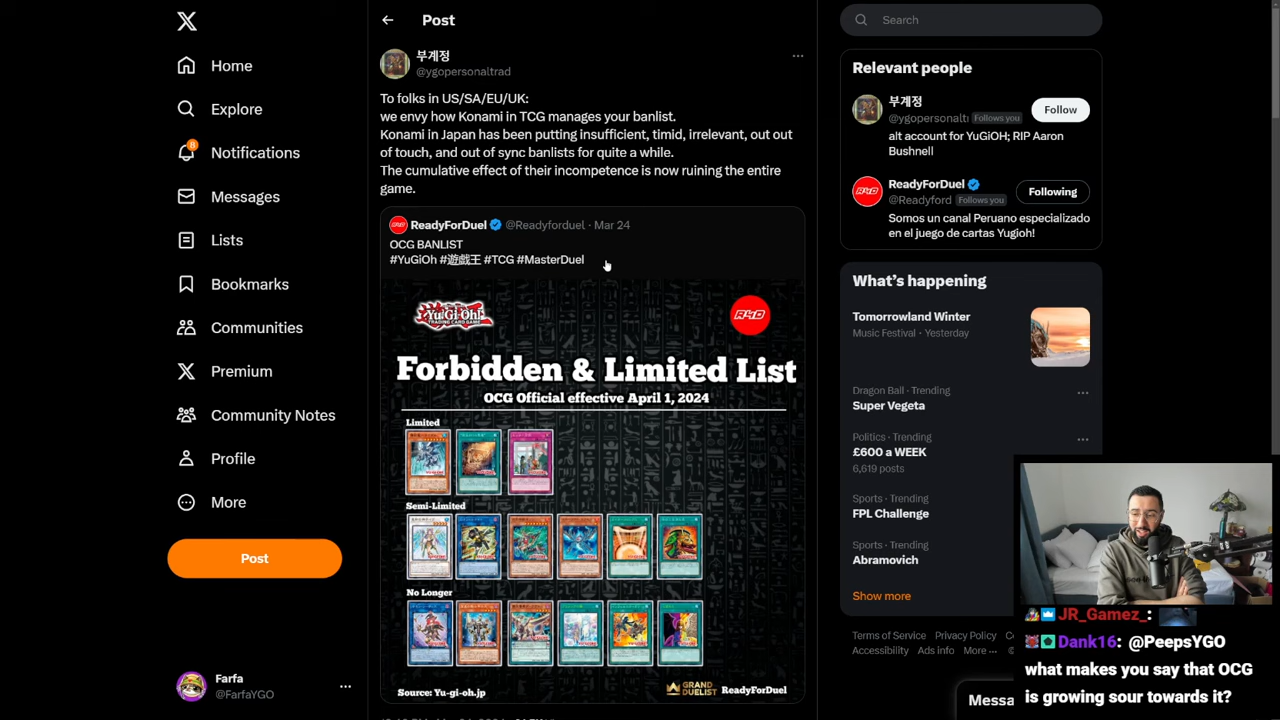 Post
Search
Home
Explore
8
Notifications
Messages
Lists
Bookmarks
Communities
Premium
Community Notes
Profile
More
Post
Farfa
@FarfaYGO
부계정
@ygopersonaltrad
To folks in US/SA/EU/UK:
we envy how Konami in TCG manages your banlist.
Konami in Japan has been putting insufficient, timid, irrelevant, out out
of touch, and out of sync banlists for quite a while.
The cumulative effect of their incompetence is now ruining the entire
game.
ReadyForDuel @Readyforduel · Mar 24
OCG BANLIST
#YuGiOh #遊戯王 #TCG #MasterDuel
Yu-Gi-Oh!
TRADING CARD GAME
R4D
Forbidden & Limited List
OCG Official effective April 1, 2024
Limited
Semi-Limited
No Longer
Source: Yu-gi-oh.jp
GRAND DUELIST
ReadyForDuel
Relevant people
부계정
@ygopersonaltr Follows you
Follow
alt account for YuGiOH; RIP Aaron
Bushnell
R4D
ReadyForDuel
@Readyford Follows you
Following
Somos un canal Peruano especializado
en el juego de cartas Yugioh!
What's happening
Tomorrowland Winter
Music Festival · Yesterday
Dragon Ball · Trending
Super Vegeta
Politics · Trending
£600 a WEEK
6,619 posts
Sports · Trending
FPL Challenge
Sports · Trending
Abramovich
Show more
Terms of Service Privacy Policy
Accessibility Ads info More
Messa
JR_Gamez_:
Dank16: @PeepsYGO
what makes you say that OCG
is growing sour towards it?